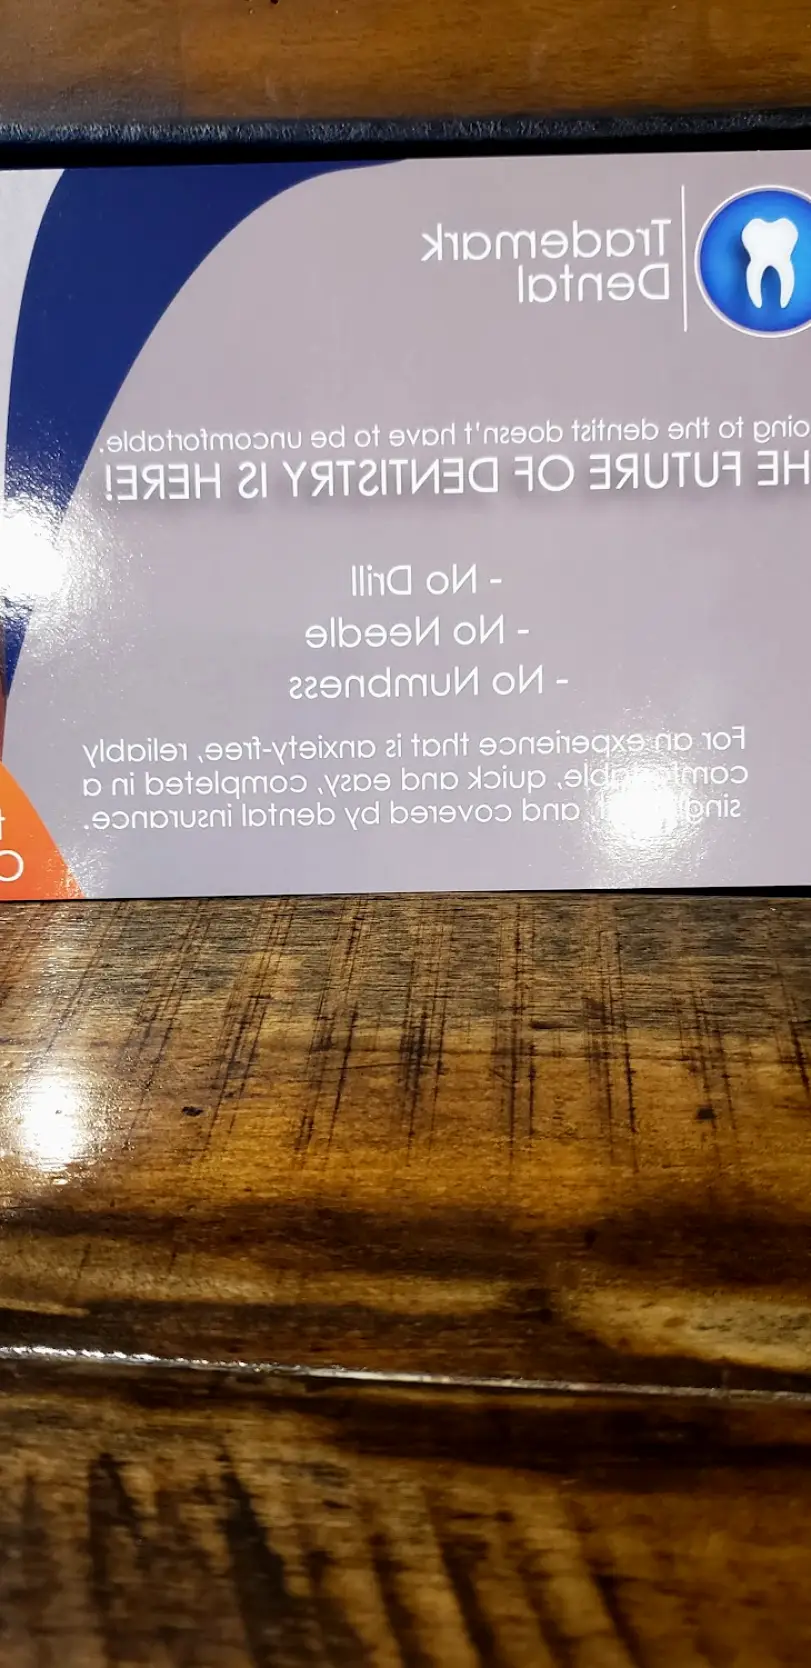 Trademark
Dental
oing to the dentist doesn't have to be uncomfortable.
HE FUTURE OF DENTISTRY IS HERE!
- No Drill
- No Needle
- No Numbness
For an experience that is anxiety-free, reliably
quick and easy, completed in a
and covered by dental insurance.